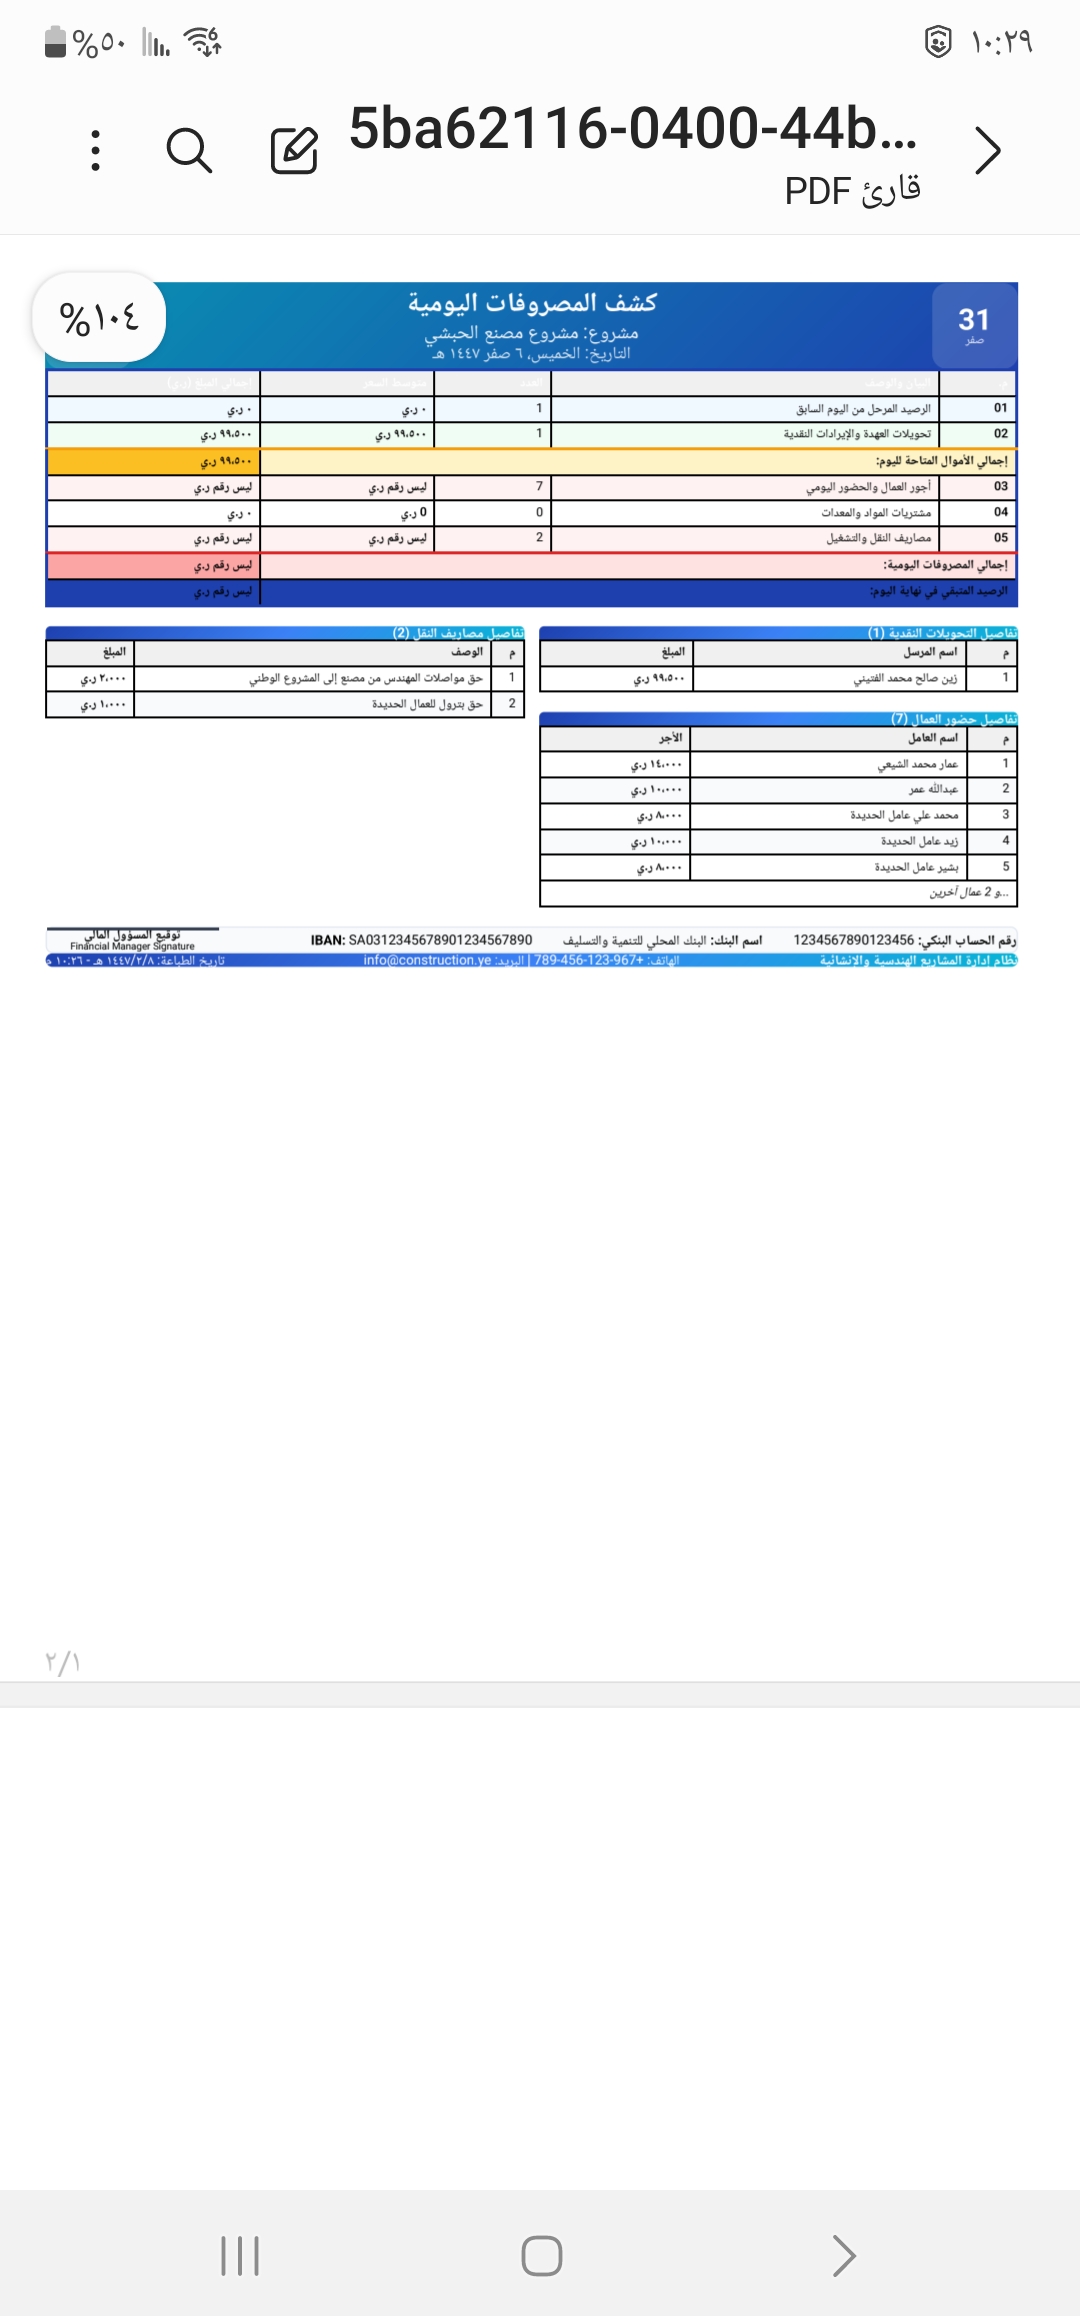 ١٠:٢٩
%٥٠
5ba62116-0400-44b...
قارئ PDF
%١٠٤
31
صفر
كشف المصروفات اليومية
مشروع: مشروع مصنع الحبشي
التاريخ: الخميس، ٦ صفر ١٤٤٧ هـ
م. البيان والوصف العدد متوسط السعر إجمالي المبلغ (ر.ي)
01 الرصيد المرحل من اليوم السابق 1 ٠ ر.ي ٠ ر.ي
02 تحويلات العهدة والإيرادات النقدية 1 ٩٩،٥٠٠ ر.ي ٩٩،٥٠٠ ر.ي
إجمالي الأموال المتاحة لليوم: ٩٩،٥٠٠ ر.ي
03 أجور العمال والحضور اليومي 7 ليس رقم ر.ي ليس رقم ر.ي
04 مشتريات المواد والمعدات 0 0 ر.ي ٠ ر.ي
05 مصاريف النقل والتشغيل 2 ليس رقم ر.ي ليس رقم ر.ي
إجمالي المصروفات اليومية: ليس رقم ر.ي
الرصيد المتبقي في نهاية اليوم: ليس رقم ر.ي
تفاصيل التحويلات النقدية (1)
م اسم المرسل المبلغ
1 زين صالح محمد الفتيني ٩٩،٥٠٠ ر.ي
تفاصيل حضور العمال (7)
م اسم العامل الأجر
1 عمار محمد الشيعي ١٤،٠٠٠ ر.ي
2 عبدالله عمر ١٠،٠٠٠ ر.ي
3 محمد علي عامل الحديدة ٨،٠٠٠ ر.ي
4 زيد عامل الحديدة ١٠،٠٠٠ ر.ي
5 بشير عامل الحديدة ٨،٠٠٠ ر.ي
...و 2 عمال آخرين
تفاصيل مصاريف النقل (2)
م الوصف المبلغ
1 حق مواصلات المهندس من مصنع إلى المشروع الوطني ٢،٠٠٠ ر.ي
2 حق بترول للعمال الحديدة ١،٠٠٠ ر.ي
رقم الحساب البنكي: 1234567890123456 اسم البنك: البنك المحلي للتنمية والتسليف IBAN: SA0312345678901234567890
توقيع المسؤول المالي
Financial Manager Signature
نظام إدارة المشاريع الهندسية والإنشائية
الهاتف: +967-123-456-789 | البريد: info@construction.ye
تاريخ الطباعة: ١٤٤٧/٢/٨ هـ - ١٠:٢٦ م
٢/١